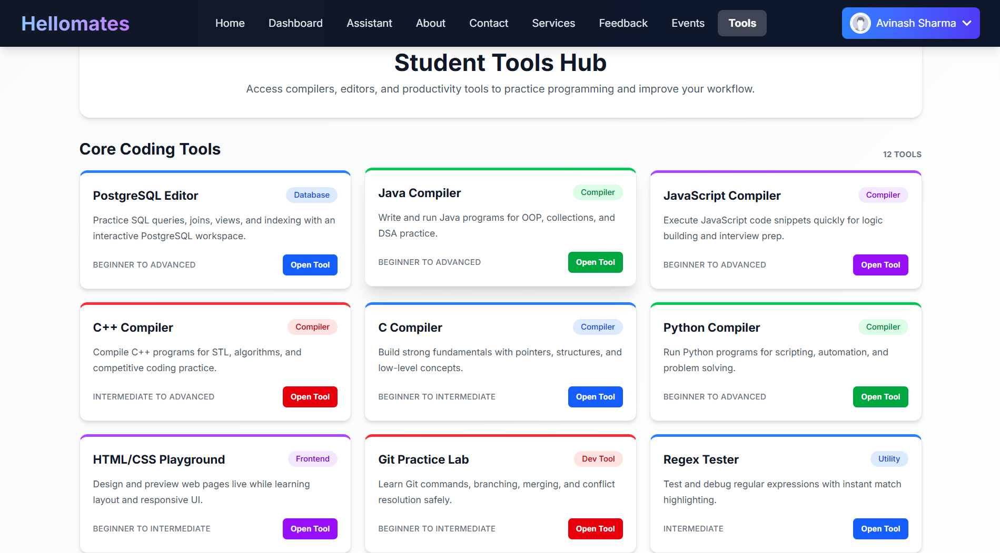 Hellomates
Home Dashboard Assistant About Contact Services Feedback Events Tools
Avinash Sharma
Student Tools Hub
Access compilers, editors, and productivity tools to practice programming and improve your workflow.
Core Coding Tools
12 TOOLS
PostgreSQL Editor
Database
Practice SQL queries, joins, views, and indexing with an
interactive PostgreSQL workspace.
BEGINNER TO ADVANCED
Open Tool
Java Compiler
Compiler
Write and run Java programs for OOP, collections, and
DSA practice.
BEGINNER TO ADVANCED
Open Tool
JavaScript Compiler
Compiler
Execute JavaScript code snippets quickly for logic
building and interview prep.
BEGINNER TO ADVANCED
Open Tool
C++ Compiler
Compiler
Compile C++ programs for STL, algorithms, and
competitive coding practice.
INTERMEDIATE TO ADVANCED
Open Tool
C Compiler
Compiler
Build strong fundamentals with pointers, structures, and
low-level concepts.
BEGINNER TO INTERMEDIATE
Open Tool
Python Compiler
Compiler
Run Python programs for scripting, automation, and
problem solving.
BEGINNER TO ADVANCED
Open Tool
HTML/CSS Playground
Frontend
Design and preview web pages live while learning
layout and responsive UI.
BEGINNER TO INTERMEDIATE
Open Tool
Git Practice Lab
Dev Tool
Learn Git commands, branching, merging, and conflict
resolution safely.
BEGINNER TO INTERMEDIATE
Open Tool
Regex Tester
Utility
Test and debug regular expressions with instant match
highlighting.
INTERMEDIATE
Open Tool